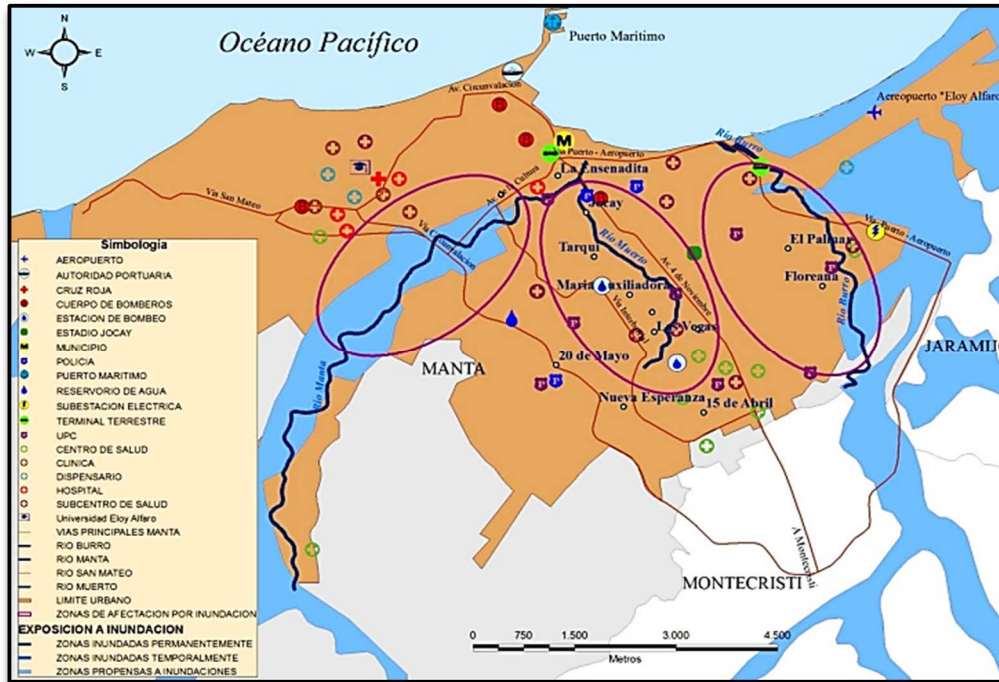 N
W
E
S
Océano Pacífico
Puerto Maritimo
Av. Circunvalacion
Aereopuerto "Eloy Alfaro
Rio Burro
M
Puerto - Aeropuerto
La Ensenadita
Av. La Cultura
Via San Mateo
Via Circunvalacion
Jocay
Tarqui
Rio Muerto
Av. 4 de Noviembre
Via Puerto - Aeropuerto
El Palmar
Floreana
Rio Burro
Maria Auxiliadora
Via Interbarrial
MANTA
JARAMIJO
Rio Manta
20 de Mayo
Nueva Esperanza
15 de Abril
A Montecristi
MONTECRISTI
Simbología
AEROPUERTO
AUTORIDAD PORTUARIA
CRUZ ROJA
CUERPO DE BOMBEROS
ESTACION DE BOMBEO
ESTADIO JOCAY
MUNICIPIO
POLICIA
PUERTO MARITIMO
RESERVORIO DE AGUA
SUBESTACION ELECTRICA
TERMINAL TERRESTRE
UPC
CENTRO DE SALUD
CLINICA
DISPENSARIO
HOSPITAL
SUBCENTRO DE SALUD
Universidad Eloy Alfaro
VIAS PRINCIPALES MANTA
RIO BURRO
RIO MANTA
RIO SAN MATEO
RIO MUERTO
LIMITE URBANO
ZONAS DE AFECTACION POR INUNDACION
EXPOSICION A INUNDACION
ZONAS INUNDADAS PERMANENTEMENTE
ZONAS INUNDADAS TEMPORALMENTE
ZONAS PROPENSAS A INUNDACIONES
0 750 1.500 3.000 4.500
Metros